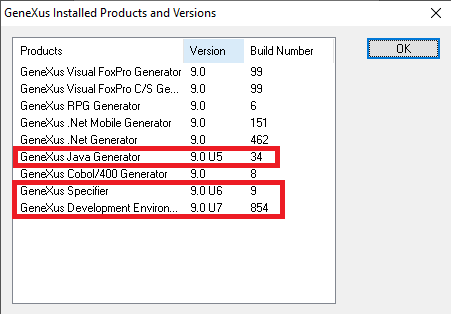 GeneXus Installed Products and Versions
OK
Products Version Build Number
GeneXus Visual FoxPro Generator 9.0 99
GeneXus Visual FoxPro C/S Ge... 9.0 99
GeneXus RPG Generator 9.0 6
GeneXus .Net Mobile Generator 9.0 151
GeneXus .Net Generator 9.0 462
GeneXus Java Generator 9.0 U5 34
GeneXus Cobol/400 Generator 9.0 8
GeneXus Specifier 9.0 U6 9
GeneXus Development Environ... 9.0 U7 854